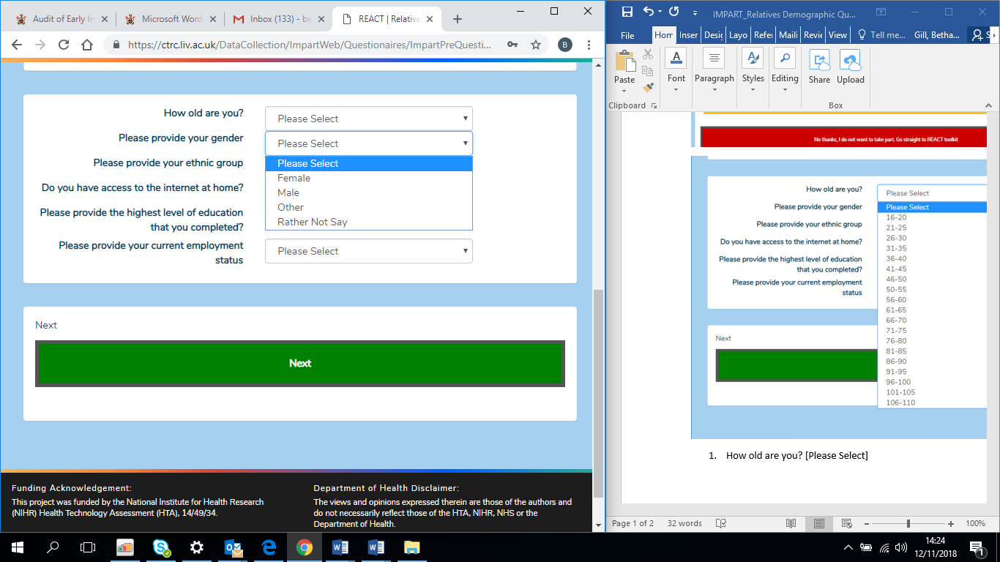 Audit of Early In
Microsoft Word
Inbox (133) - be
REACT | Relative
https://ctrc.liv.ac.uk/DataCollection/ImpartWeb/Questionaires/ImpartPreQuesti...
B
How old are you?
Please Select
Please provide your gender
Please Select
Please provide your ethnic group
Please Select
Female
Do you have access to the internet at home?
Male
Other
Please provide the highest level of education
that you completed?
Rather Not Say
Please provide your current employment
status
Please Select
Next
Next
Funding Acknowledgement:
This project was funded by the National Institute for Health Research
(NIHR) Health Technology Assessment (HTA), 14/49/34.
Department of Health Disclaimer:
The views and opinions expressed therein are those of the authors and
do not necessarily reflect those of the HTA, NIHR, NHS or the
Department of Health.
IMPART_Relatives Demographic Qu...
File Hom Inser Desig Layo Refer Maili Revie View Tell me... Gill, Betha... S
Paste
Font
Paragraph
Styles
Editing
Share
Upload
Clipboard
Box
No thanks, I do not want to take part. Go straight to REACT toolkit
How old are you?
Please Select
Please provide your gender
Please Select
16-20
Please provide your ethnic group
21-25
26-30
Do you have access to the internet at home?
31-35
Please provide the highest level of education
that you completed?
36-40
41-45
Please provide your current employment
status
46-50
50-55
56-60
61-65
66-70
71-75
Next
76-80
81-85
86-90
91-95
96-100
101-105
106-110
1. How old are you? [Please Select]
Page 1 of 2 32 words
100%
14:24
12/11/2018
1